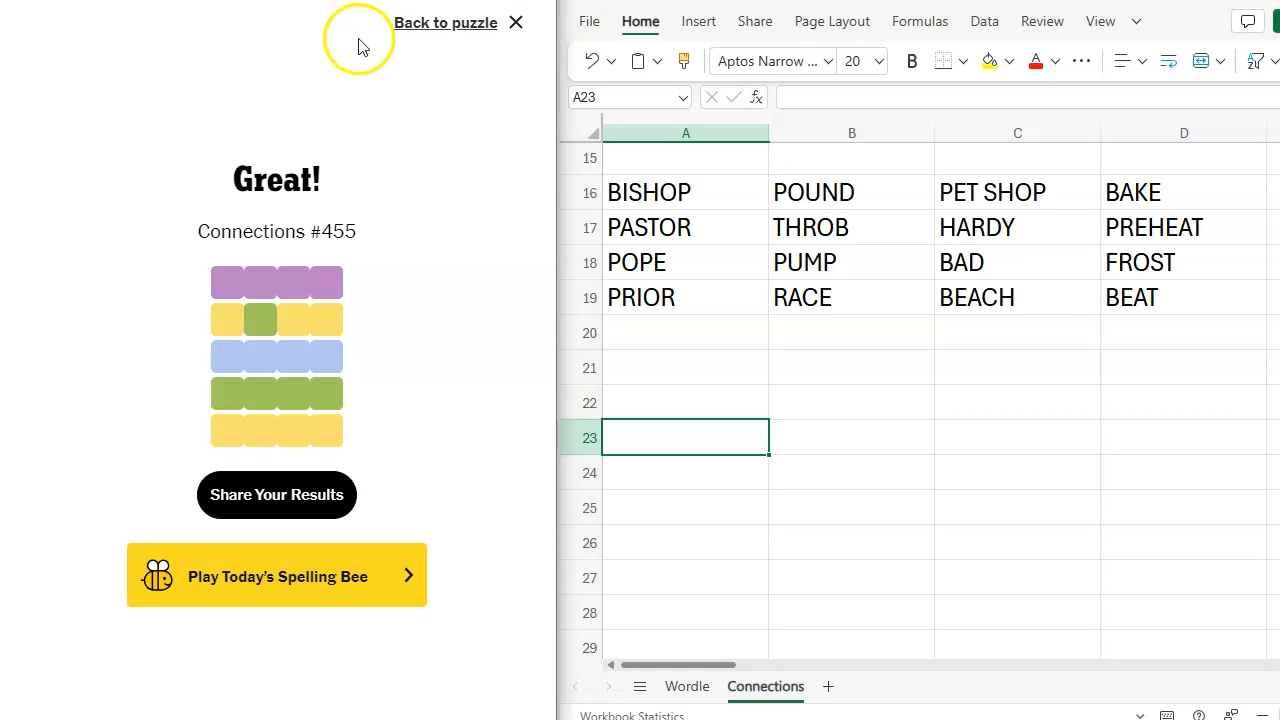 Back to puzzle
Great!
Connections #455
Share Your Results
Play Today's Spelling Bee
File Home Insert Share Page Layout Formulas Data Review View
Aptos Narrow ... 20 B A ...
A23 fx
A B C D
15
16 BISHOP POUND PET SHOP BAKE
17 PASTOR THROB HARDY PREHEAT
18 POPE PUMP BAD FROST
19 PRIOR RACE BEACH BEAT
20
21
22
23
24
25
26
27
28
29
Wordle Connections
Workbook Statistics